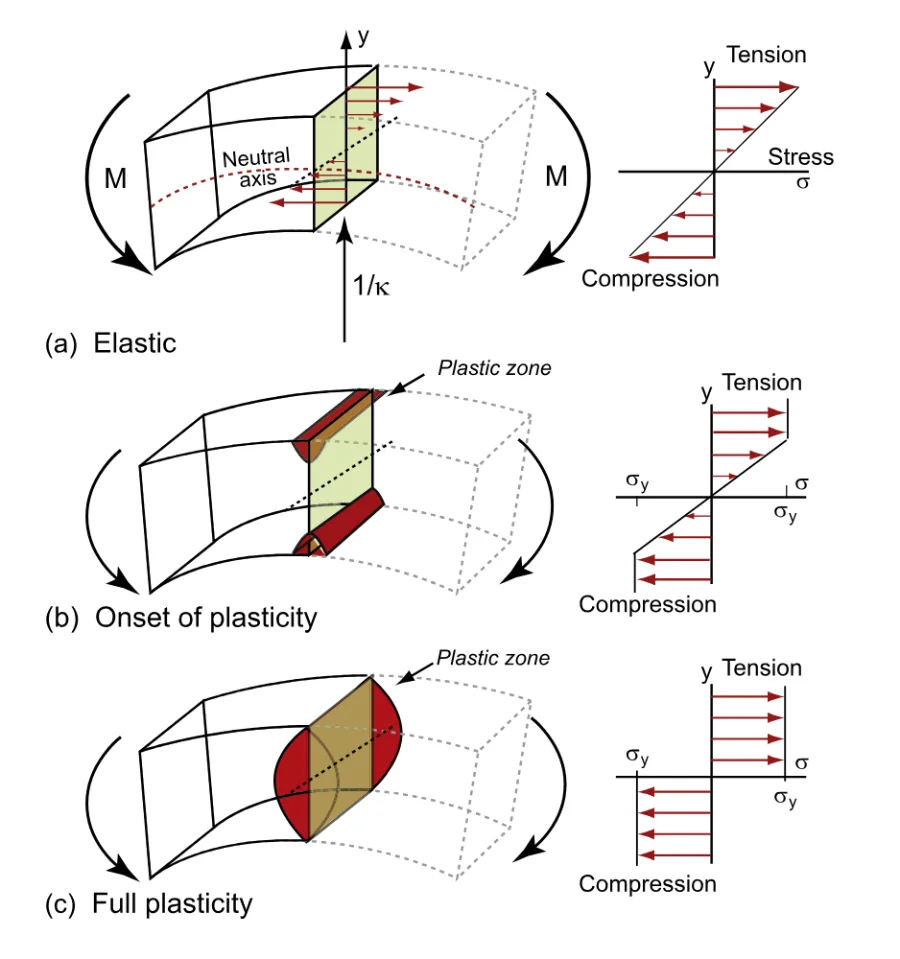 y
M
Neutral
axis
M
1/κ
Tension
y
Stress
σ
Compression
(a) Elastic
Plastic zone
Tension
y
σy
σ
σy
Compression
(b) Onset of plasticity
Plastic zone
Tension
y
σy
σ
σy
Compression
(c) Full plasticity